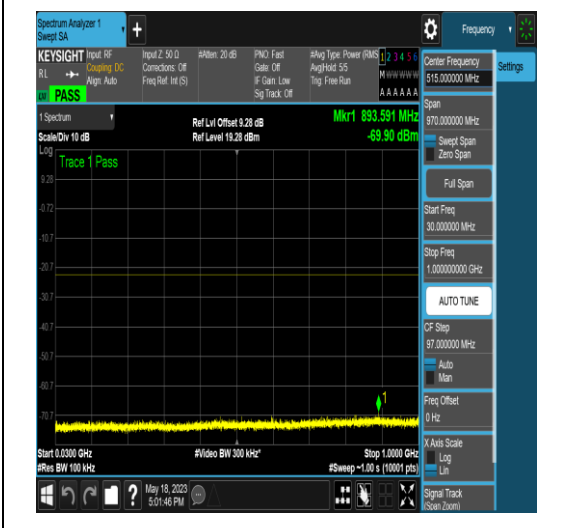 Spectrum Analyzer 1
Swept SA
+
Frequency
KEYSIGHT
RL
PASS
Input: RF
Coupling: DC
Align: Auto
Input Z: 50 Ω
Corrections: Off
Freq Ref: Int (S)
#Atten: 20 dB
PNO: Fast
Gate: Off
IF Gain: Low
Sig Track: Off
#Avg Type: Power (RMS
Avg|Hold: 5/5
Trig: Free Run
1 2 3 4 5 6
M W W W W W
A A A A A A
1 Spectrum
Scale/Div 10 dB
Ref Lvl Offset 9.28 dB
Ref Level 19.28 dBm
Mkr1 893.591 MHz
-69.90 dBm
Log
Trace 1 Pass
9.28
-0.72
-10.7
-20.7
-30.7
-40.7
-50.7
-60.7
-70.7
1
Start 0.0300 GHz
#Res BW 100 kHz
#Video BW 300 kHz*
Stop 1.0000 GHz
#Sweep ~1.00 s (10001 pts)
?
May 18, 2023
5:01:46 PM
Center Frequency
515.000000 MHz
Settings
Span
970.000000 MHz
Swept Span
Zero Span
Full Span
Start Freq
30.000000 MHz
Stop Freq
1.000000000 GHz
AUTO TUNE
CF Step
97.000000 MHz
Auto
Man
Freq Offset
0 Hz
X Axis Scale
Log
Lin
Signal Track
(Span Zoom)